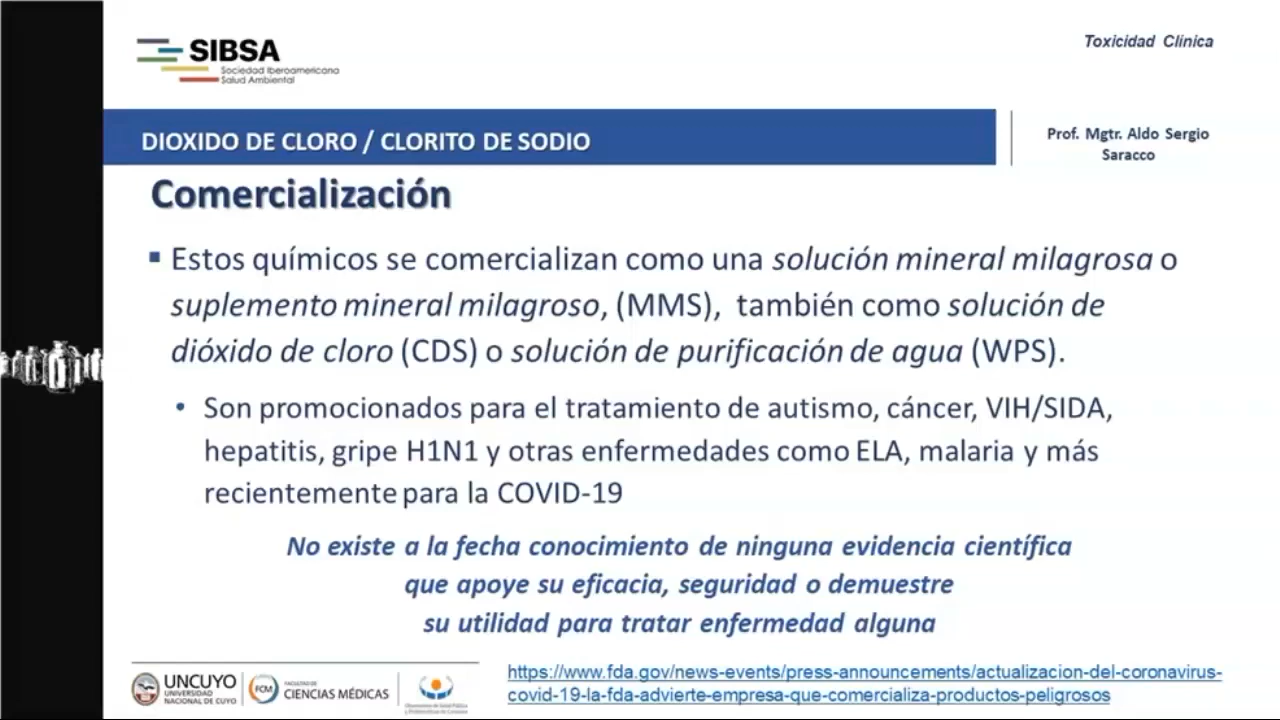 SIBSA
Sociedad Iberoamericana
Salud Ambiental
Toxicidad Clínica
DIOXIDO DE CLORO / CLORITO DE SODIO
Prof. Mgtr. Aldo Sergio
Saracco
Comercialización
▪ Estos químicos se comercializan como una solución mineral milagrosa o
suplemento mineral milagroso, (MMS), también como solución de
dióxido de cloro (CDS) o solución de purificación de agua (WPS).
• Son promocionados para el tratamiento de autismo, cáncer, VIH/SIDA,
hepatitis, gripe H1N1 y otras enfermedades como ELA, malaria y más
recientemente para la COVID-19
No existe a la fecha conocimiento de ninguna evidencia científica
que apoye su eficacia, seguridad o demuestre
su utilidad para tratar enfermedad alguna
UNCUYO
UNIVERSIDAD
NACIONAL DE CUYO
FCM
FACULTAD DE
CIENCIAS MÉDICAS
Observatorio de Salud Pública
https://www.fda.gov/news-events/press-announcements/actualizacion-del-coronavirus-
covid-19-la-fda-advierte-empresa-que-comercializa-productos-peligrosos